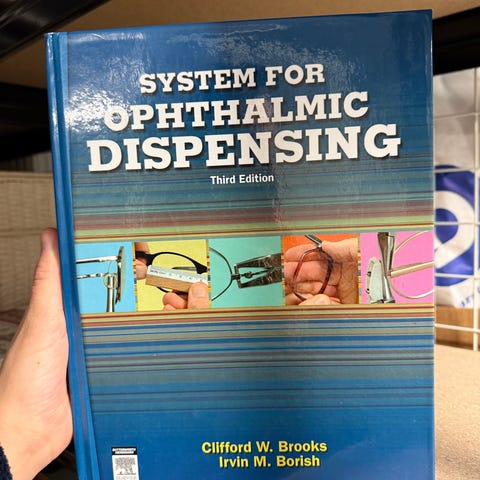 SYSTEM FOR
OPHTHALMIC
DISPENSING
Third Edition
Clifford W. Brooks
Irvin M. Borish